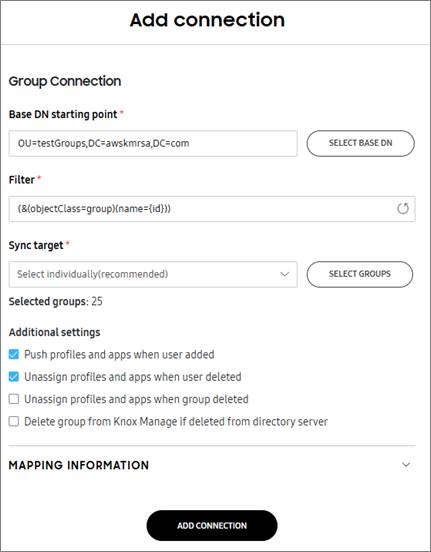 Add connection
Group Connection
Base DN starting point *
OU=testGroups,DC=awskmrsa,DC=com
SELECT BASE DN
Filter *
(&(objectClass=group)(name={id}))
Sync target *
Select individually(recommended)
SELECT GROUPS
Selected groups: 25
Additional settings
Push profiles and apps when user added
Unassign profiles and apps when user deleted
Unassign profiles and apps when group deleted
Delete group from Knox Manage if deleted from directory server
MAPPING INFORMATION
ADD CONNECTION